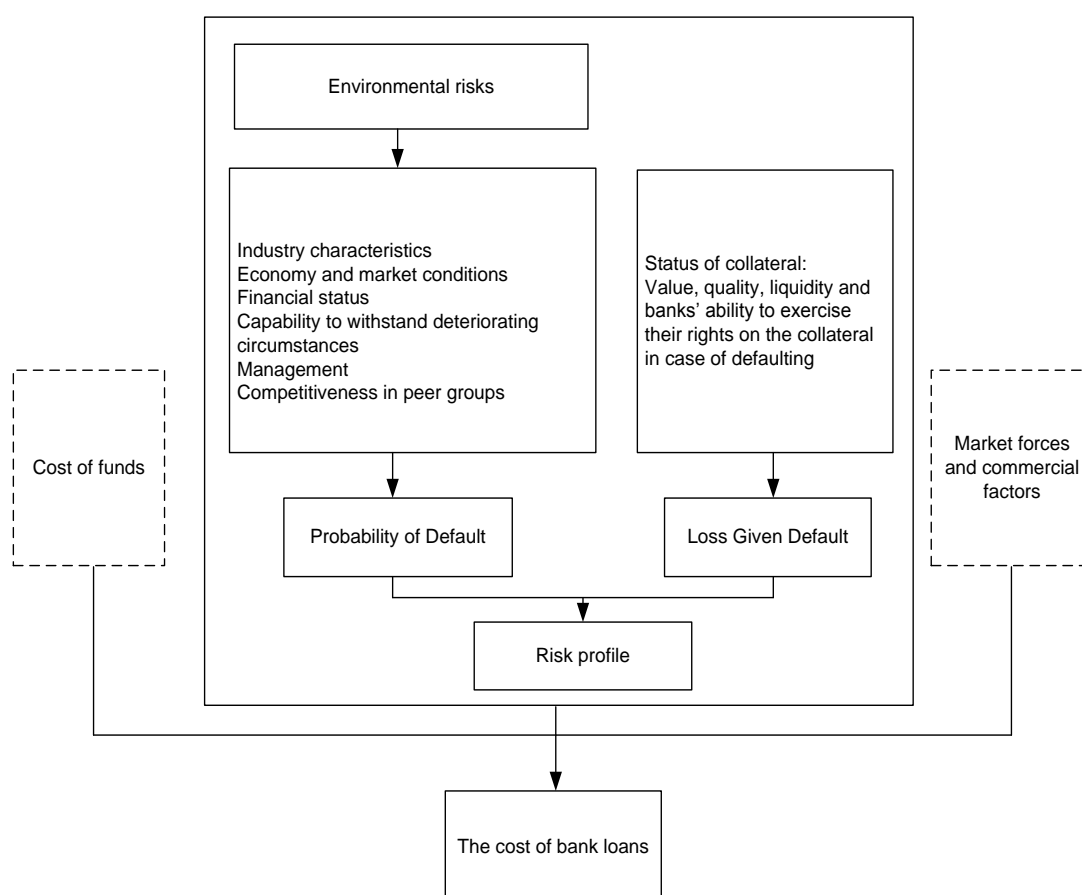 Environmental risks
Industry characteristics
Economy and market conditions
Financial status
Capability to withstand deteriorating
circumstances
Management
Competitiveness in peer groups
Status of collateral:
Value, quality, liquidity and
banks' ability to exercise
their rights on the collateral
in case of defaulting
Cost of funds
Market forces
and commercial
factors
Probability of Default
Loss Given Default
Risk profile
The cost of bank loans